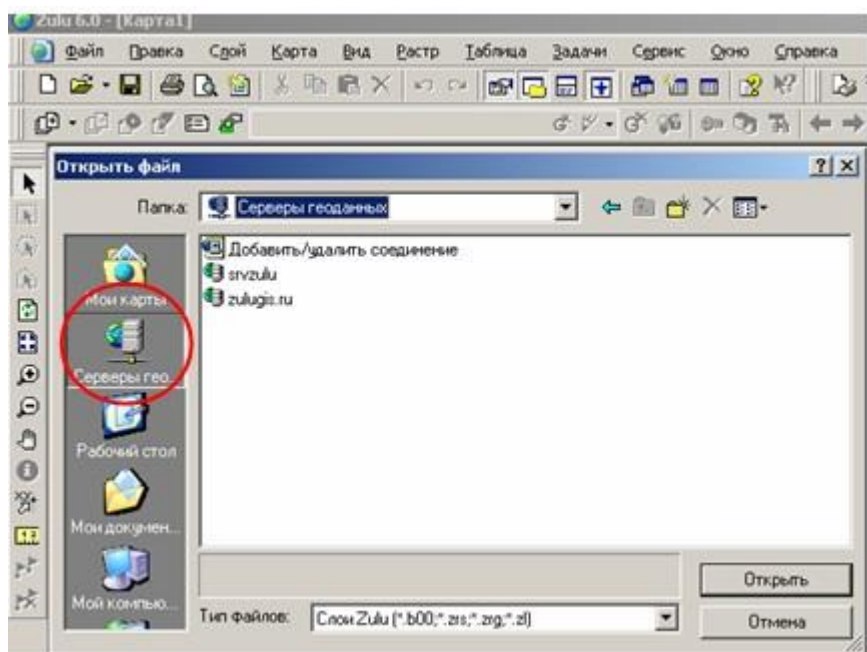 Zulu 6.0 - [Карта1]
Файл Правка Слой Карта Вид Растр Таблица Задачи Сервис Окно Справка
Открыть файл
Папка: Серверы геоданных
Мои карты
Серверы гео...
Рабочий стол
Мои докумен...
Мой компью...
Добавить/удалить соединение
srvzulu
zulugis.ru
Открыть
Тип файлов: Слои Zulu (*.b00;*.zrs;*.zrg;*.zl)
Отмена